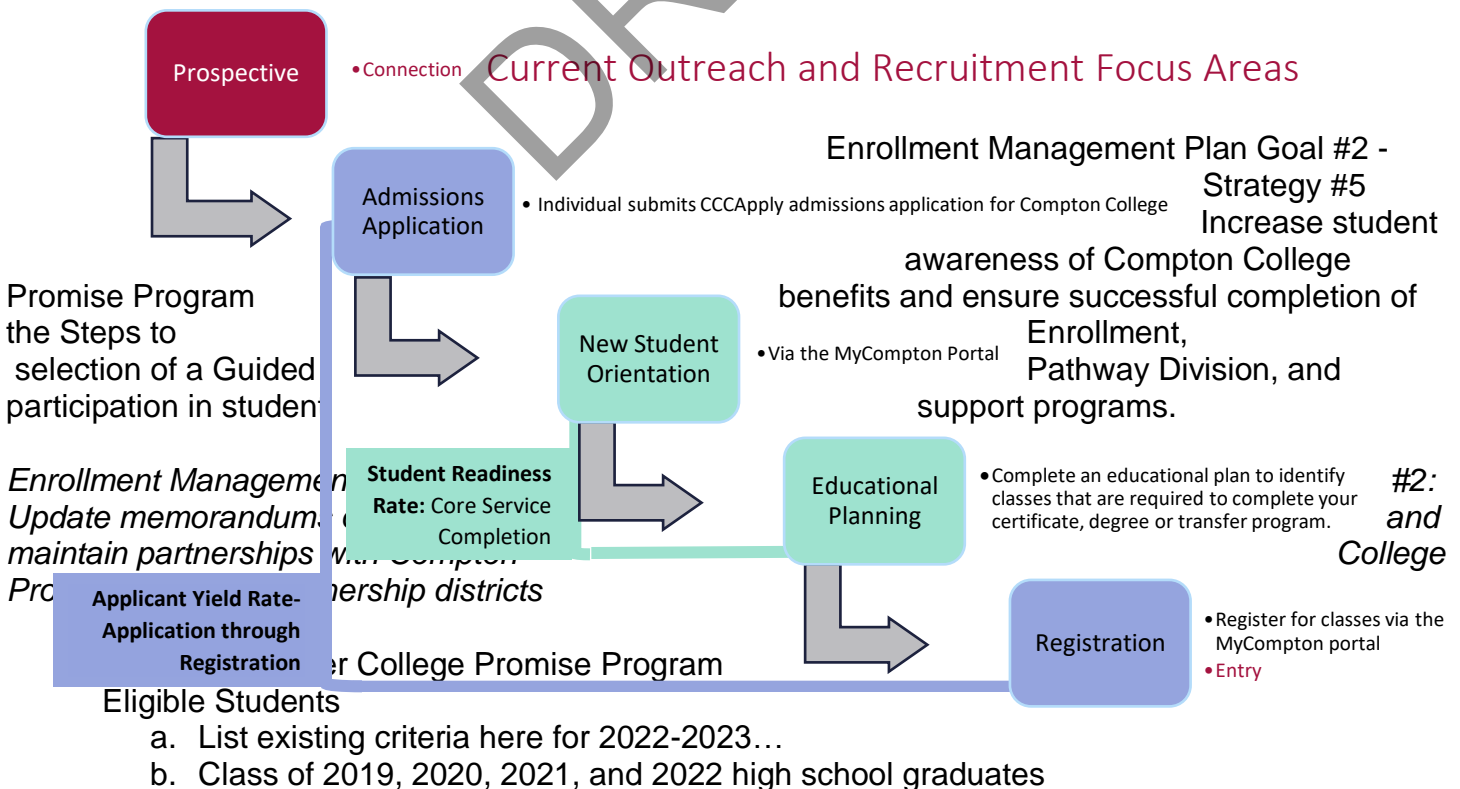 Prospective
•Connection
Current Outreach and Recruitment Focus Areas
Admissions
Application
• Individual submits CCCApply admissions application for Compton College
Enrollment Management Plan Goal #2 -
Strategy #5
Increase student
awareness of Compton College
Promise Program
benefits and ensure successful completion of
the Steps to
Enrollment,
selection of a Guided
Pathway Division, and
participation in student
support programs.
New Student
Orientation
•Via the MyCompton Portal
Enrollment
#2:
Update memorandums
and
maintain partnerships with Compton
College
districts
Student Readiness
Rate: Core Service
Completion
Educational
Planning
•Complete an educational plan to identify
classes that are required to complete your
certificate, degree or transfer program.
Applicant Yield Rate-
Application through
Registration
Registration
•Register for classes via the
MyCompton portal
•Entry
College Promise Program
Eligible Students
a. List existing criteria here for 2022-2023…
b. Class of 2019, 2020, 2021, and 2022 high school graduates